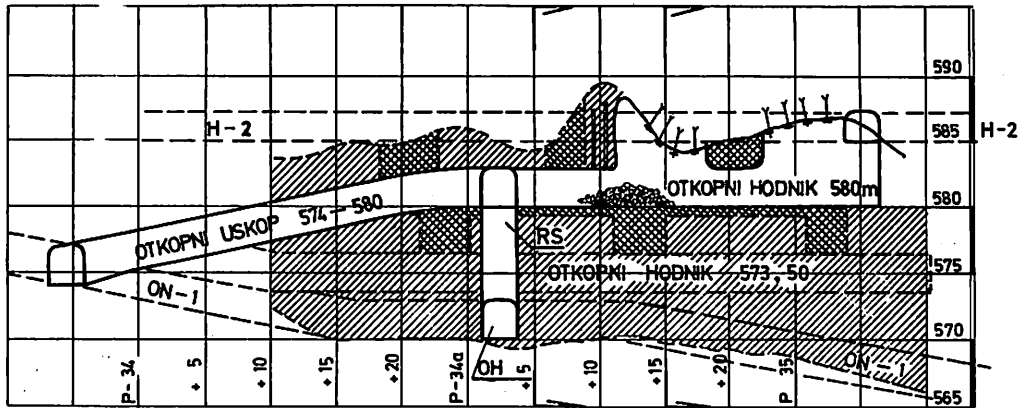 590
H-2
585
H-2
OTKOPNI HODNIK 580m
580
OTKOPNI USKOP 574-580
RS
OTKOPNI HODNIK 573,50
575
ON-1
570
ON-1
P-34
+5
+10
+15
+20
P-34a
OH
+5
+10
+15
+20
P 35
565